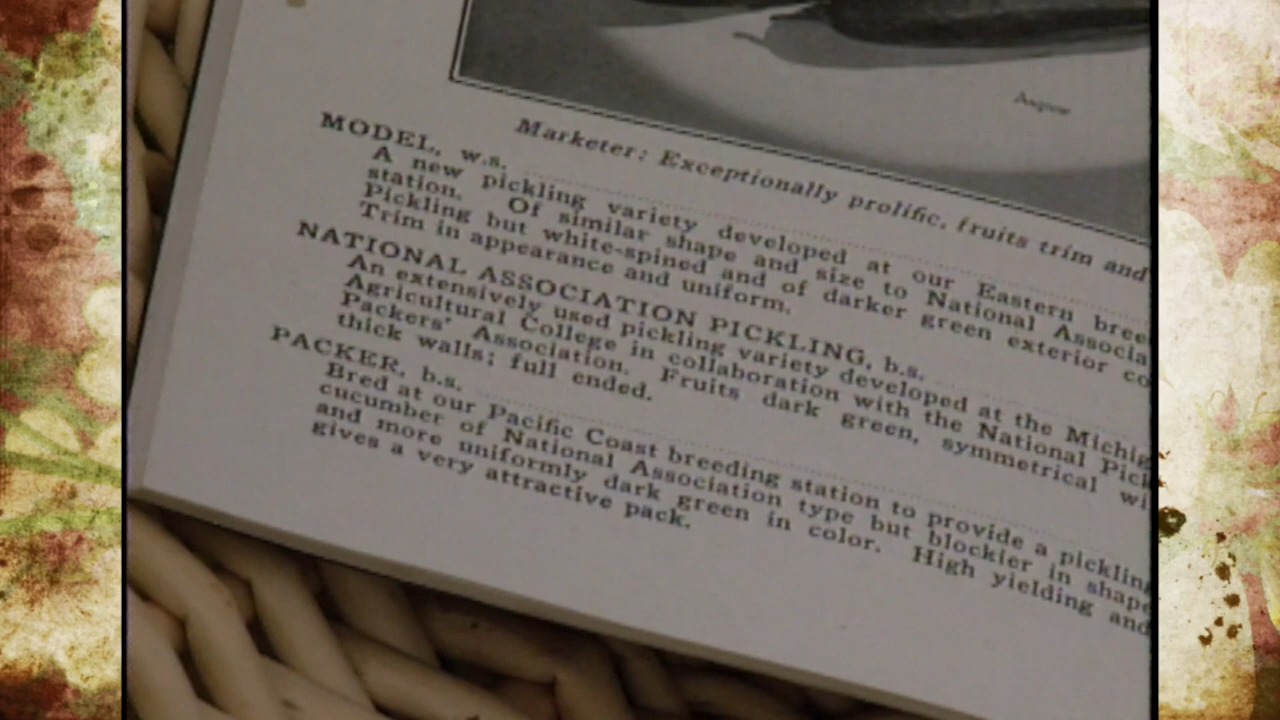 Marketer: Exceptionally prolific, fruits trim and
MODEL, w.s.
A new pickling variety developed at our Eastern bree
station. Of similar shape and size to National Associa
Pickling but white-spined and of darker green exterior co
Trim in appearance and uniform.
NATIONAL ASSOCIATION PICKLING, b.s.
An extensively used pickling variety developed at the Michig
Agricultural College in collaboration with the National Pick
Packers' Association. Fruits dark green, symmetrical wi
thick walls; full ended.
PACKER, b.s.
Bred at our Pacific Coast breeding station to provide a pickling
cucumber of National Association type but blockier in shape
and more uniformly dark green in color. High yielding and
gives a very attractive pack.